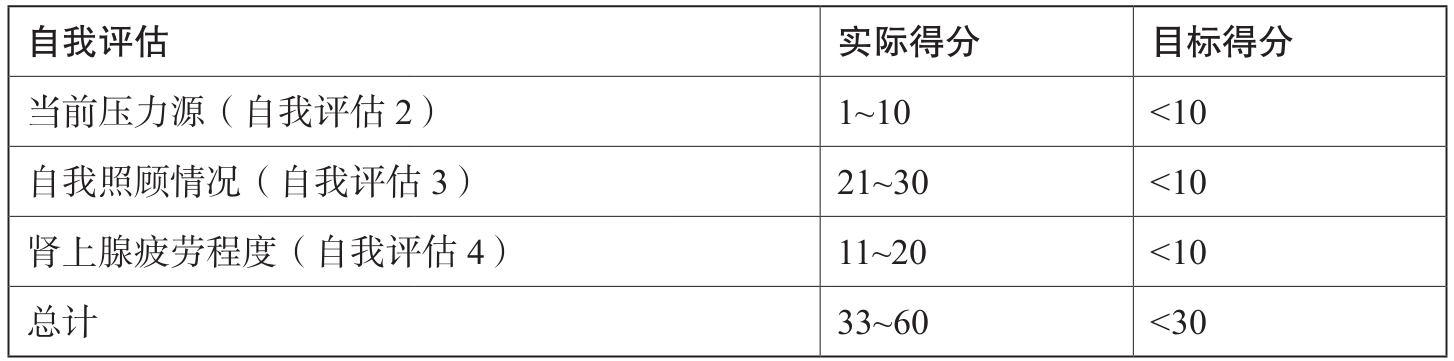 自我评估 实际得分 目标得分
当前压力源（自我评估 2） 1~10 <10
自我照顾情况（自我评估 3） 21~30 <10
肾上腺疲劳程度（自我评估 4） 11~20 <10
总计 33~60 <30